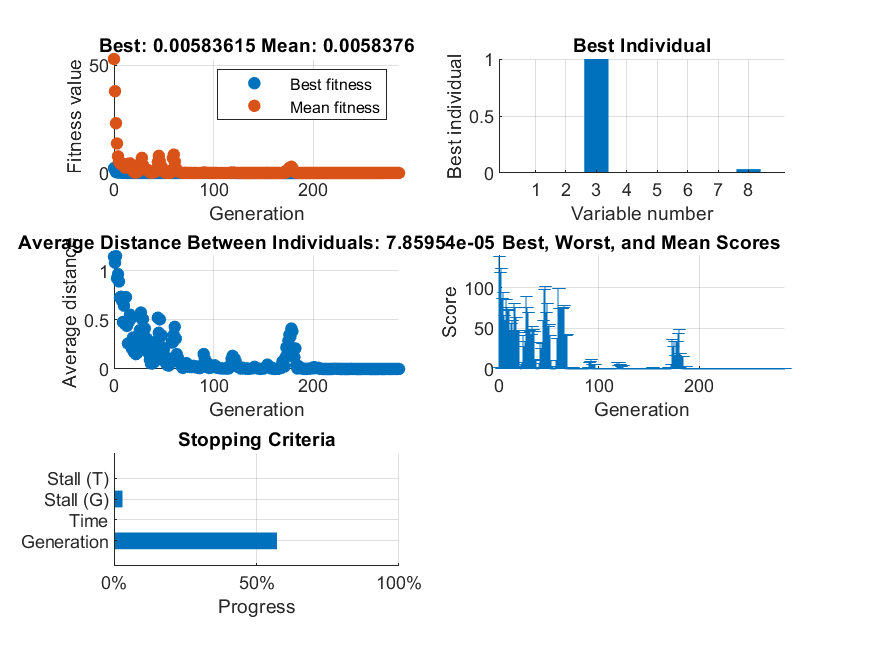 Best: 0.00583615 Mean: 0.0058376
Fitness value
50
0
0
100
200
Generation
Best fitness
Mean fitness
Best Individual
Best individual
1
0.5
0
1 2 3 4 5 6 7 8
Variable number
Average Distance Between Individuals: 7.85954e-05
Average distance
1
0.5
0
0
100
200
Generation
Best, Worst, and Mean Scores
Score
100
50
0
0
100
200
Generation
Stopping Criteria
Stall (T)
Stall (G)
Time
Generation
0%
50%
100%
Progress